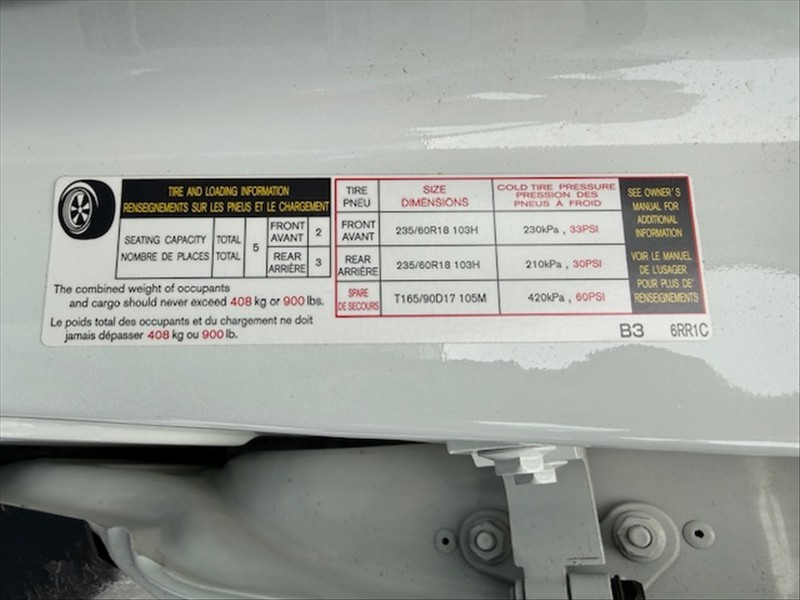 TIRE AND LOADING INFORMATION
RENSEIGNEMENTS SUR LES PNEUS ET LE CHARGEMENT
SEATING CAPACITY TOTAL 5 FRONT AVANT 2
NOMBRE DE PLACES TOTAL REAR ARRIÈRE 3
The combined weight of occupants
and cargo should never exceed 408 kg or 900 lbs.
Le poids total des occupants et du chargement ne doit
jamais dépasser 408 kg ou 900 lb.
TIRE PNEU SIZE DIMENSIONS COLD TIRE PRESSURE PRESSION DES PNEUS À FROID
FRONT AVANT 235/60R18 103H 230kPa , 33PSI
REAR ARRIÈRE 235/60R18 103H 210kPa , 30PSI
SPARE DE SECOURS T165/90D17 105M 420kPa , 60PSI
SEE OWNER'S
MANUAL FOR
ADDITIONAL
INFORMATION
VOIR LE MANUEL
DE L'USAGER
POUR PLUS DE
RENSEIGNEMENTS
B3 6RR1C